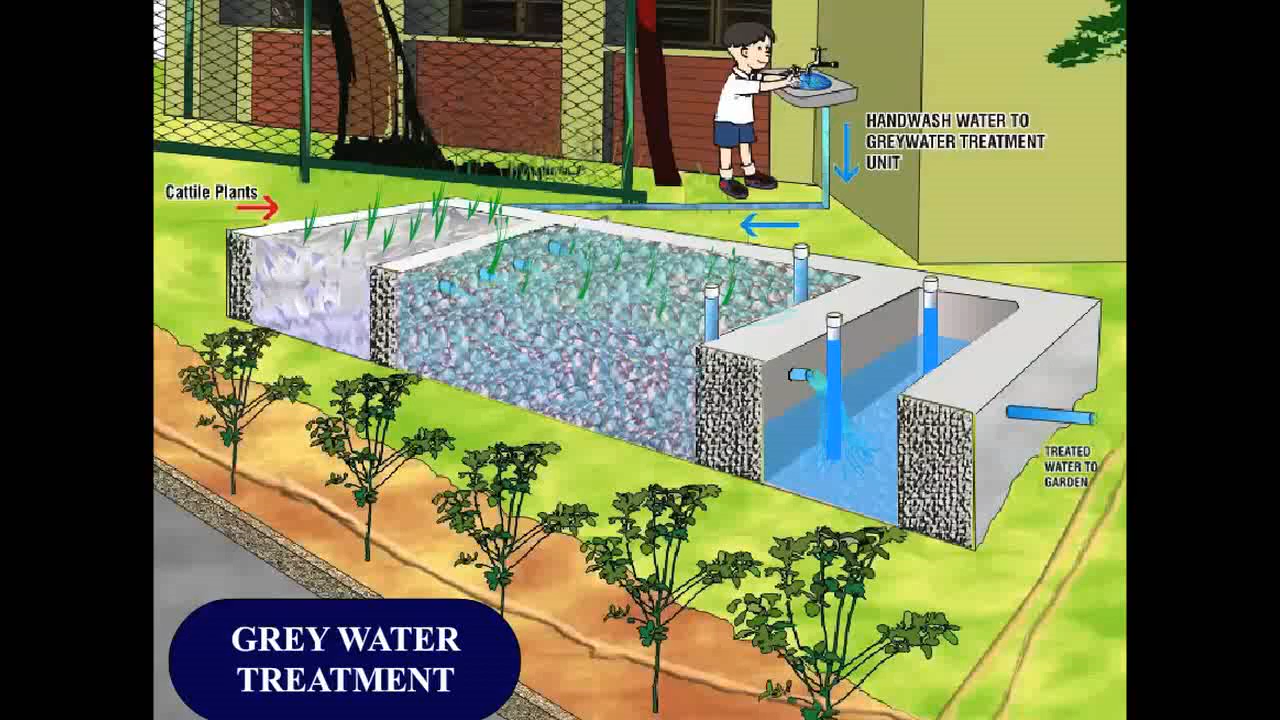 HANDWASH WATER TO
GREYWATER TREATMENT
UNIT
Cattile Plants
TREATED
WATER TO
GARDEN
GREY WATER
TREATMENT